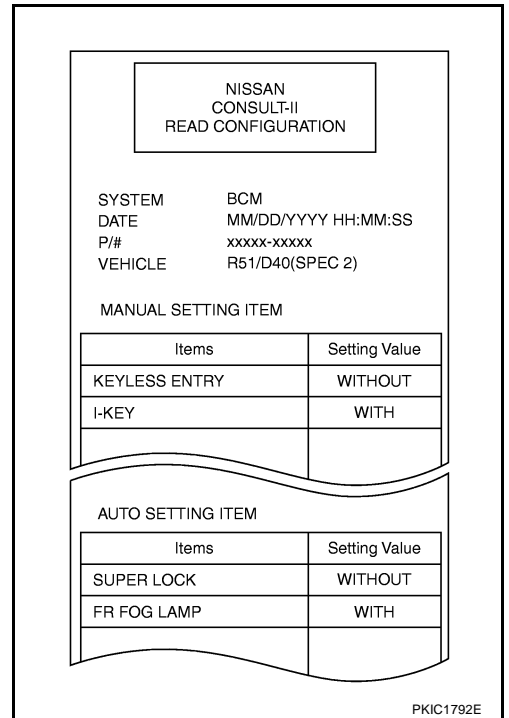 NISSAN
CONSULT-II
READ CONFIGURATION
SYSTEM BCM
DATE MM/DD/YYYY HH:MM:SS
P/# xxxxx-xxxxx
VEHICLE R51/D40(SPEC 2)
MANUAL SETTING ITEM
Items Setting Value
KEYLESS ENTRY WITHOUT
I-KEY WITH
AUTO SETTING ITEM
Items Setting Value
SUPER LOCK WITHOUT
FR FOG LAMP WITH
PKIC1792E